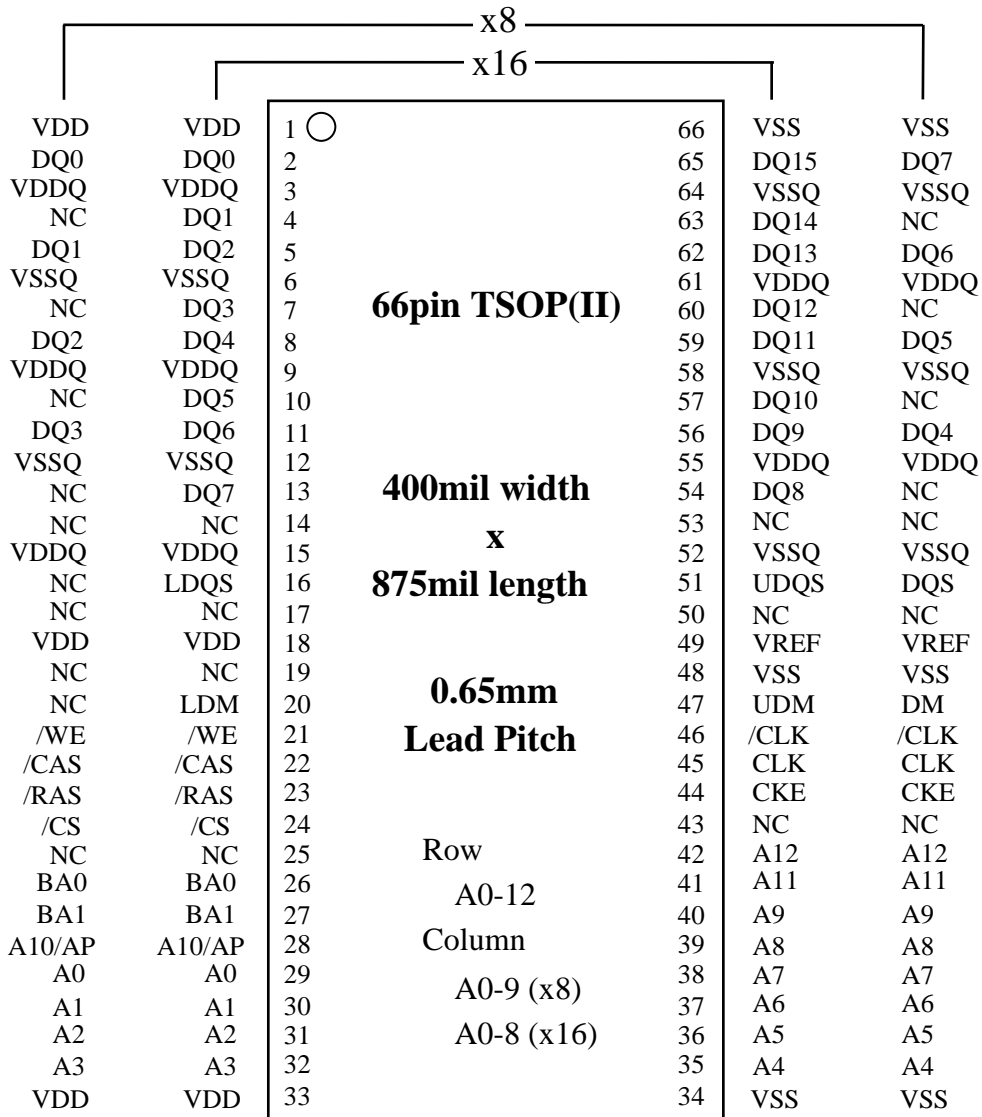 x8
x16
VDD VDD 1 66 VSS VSS
DQ0 DQ0 2 65 DQ15 DQ7
VDDQ VDDQ 3 64 VSSQ VSSQ
NC DQ1 4 63 DQ14 NC
DQ1 DQ2 5 62 DQ13 DQ6
VSSQ VSSQ 6 61 VDDQ VDDQ
NC DQ3 7 66pin TSOP(II) 60 DQ12 NC
DQ2 DQ4 8 59 DQ11 DQ5
VDDQ VDDQ 9 58 VSSQ VSSQ
NC DQ5 10 57 DQ10 NC
DQ3 DQ6 11 56 DQ9 DQ4
VSSQ VSSQ 12 55 VDDQ VDDQ
NC DQ7 13 400mil width 54 DQ8 NC
NC NC 14 53 NC NC
VDDQ VDDQ 15 x 52 VSSQ VSSQ
NC LDQS 16 875mil length 51 UDQS DQS
NC NC 17 50 NC NC
VDD VDD 18 49 VREF VREF
NC NC 19 48 VSS VSS
NC LDM 20 0.65mm 47 UDM DM
/WE /WE 21 Lead Pitch 46 /CLK /CLK
/CAS /CAS 22 45 CLK CLK
/RAS /RAS 23 44 CKE CKE
/CS /CS 24 43 NC NC
NC NC 25 Row 42 A12 A12
BA0 BA0 26 A0-12 41 A11 A11
BA1 BA1 27 40 A9 A9
A10/AP A10/AP 28 Column 39 A8 A8
A0 A0 29 A0-9 (x8) 38 A7 A7
A1 A1 30 37 A6 A6
A2 A2 31 A0-8 (x16) 36 A5 A5
A3 A3 32 35 A4 A4
VDD VDD 33 34 VSS VSS